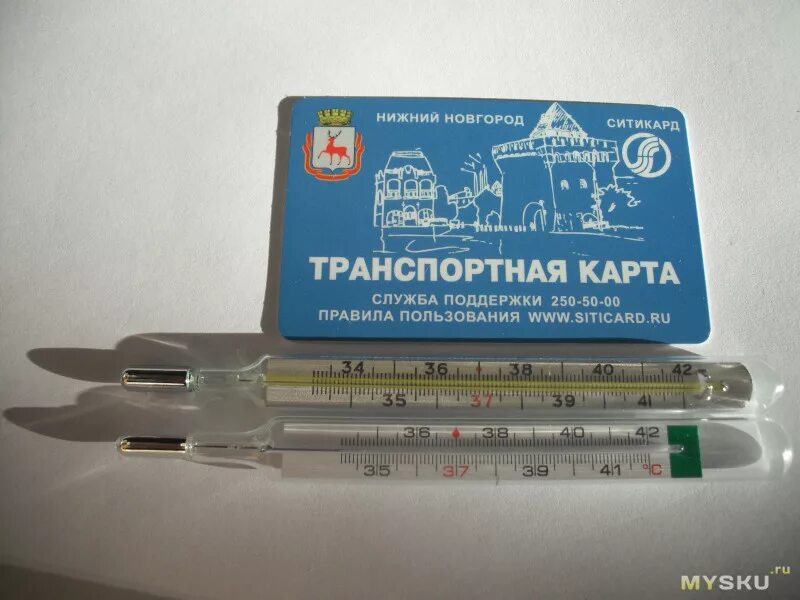 НИЖНИЙ НОВГОРОД СИТИКАРД
ТРАНСПОРТНАЯ КАРТА
СЛУЖБА ПОДДЕРЖКИ 250-50-00
ПРАВИЛА ПОЛЬЗОВАНИЯ WWW.SITICARD.RU
34 36 38 40 42
35 37 39 41
36 38 40 42
35 37 39 41 °C
MYSKU.ru